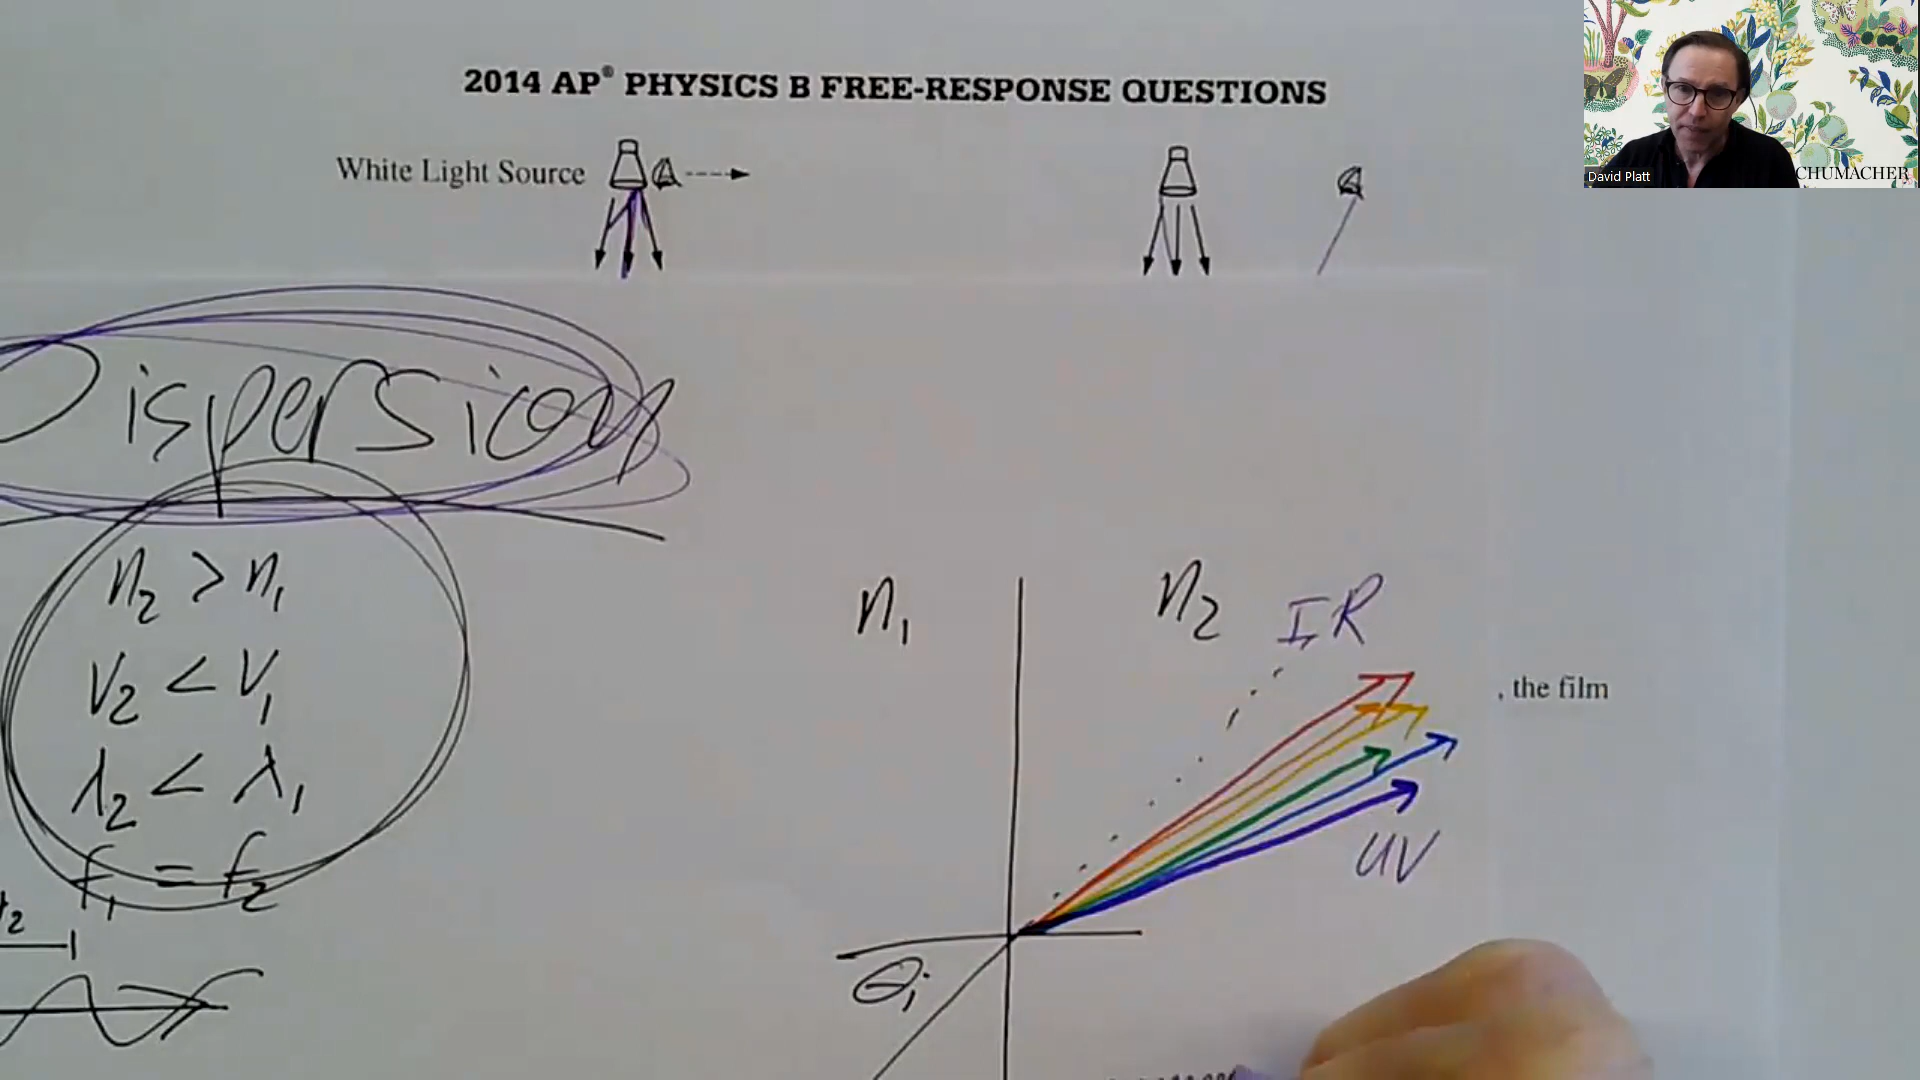 2014 AP® PHYSICS B FREE-RESPONSE QUESTIONS
White Light Source
David Platt
CHUMACHER
Dispersion
n₂ > n₁
V₂ < V₁
λ₂ < λ₁
f₁ = f₂
n₁
n₂
IR
, the film
UV
θi